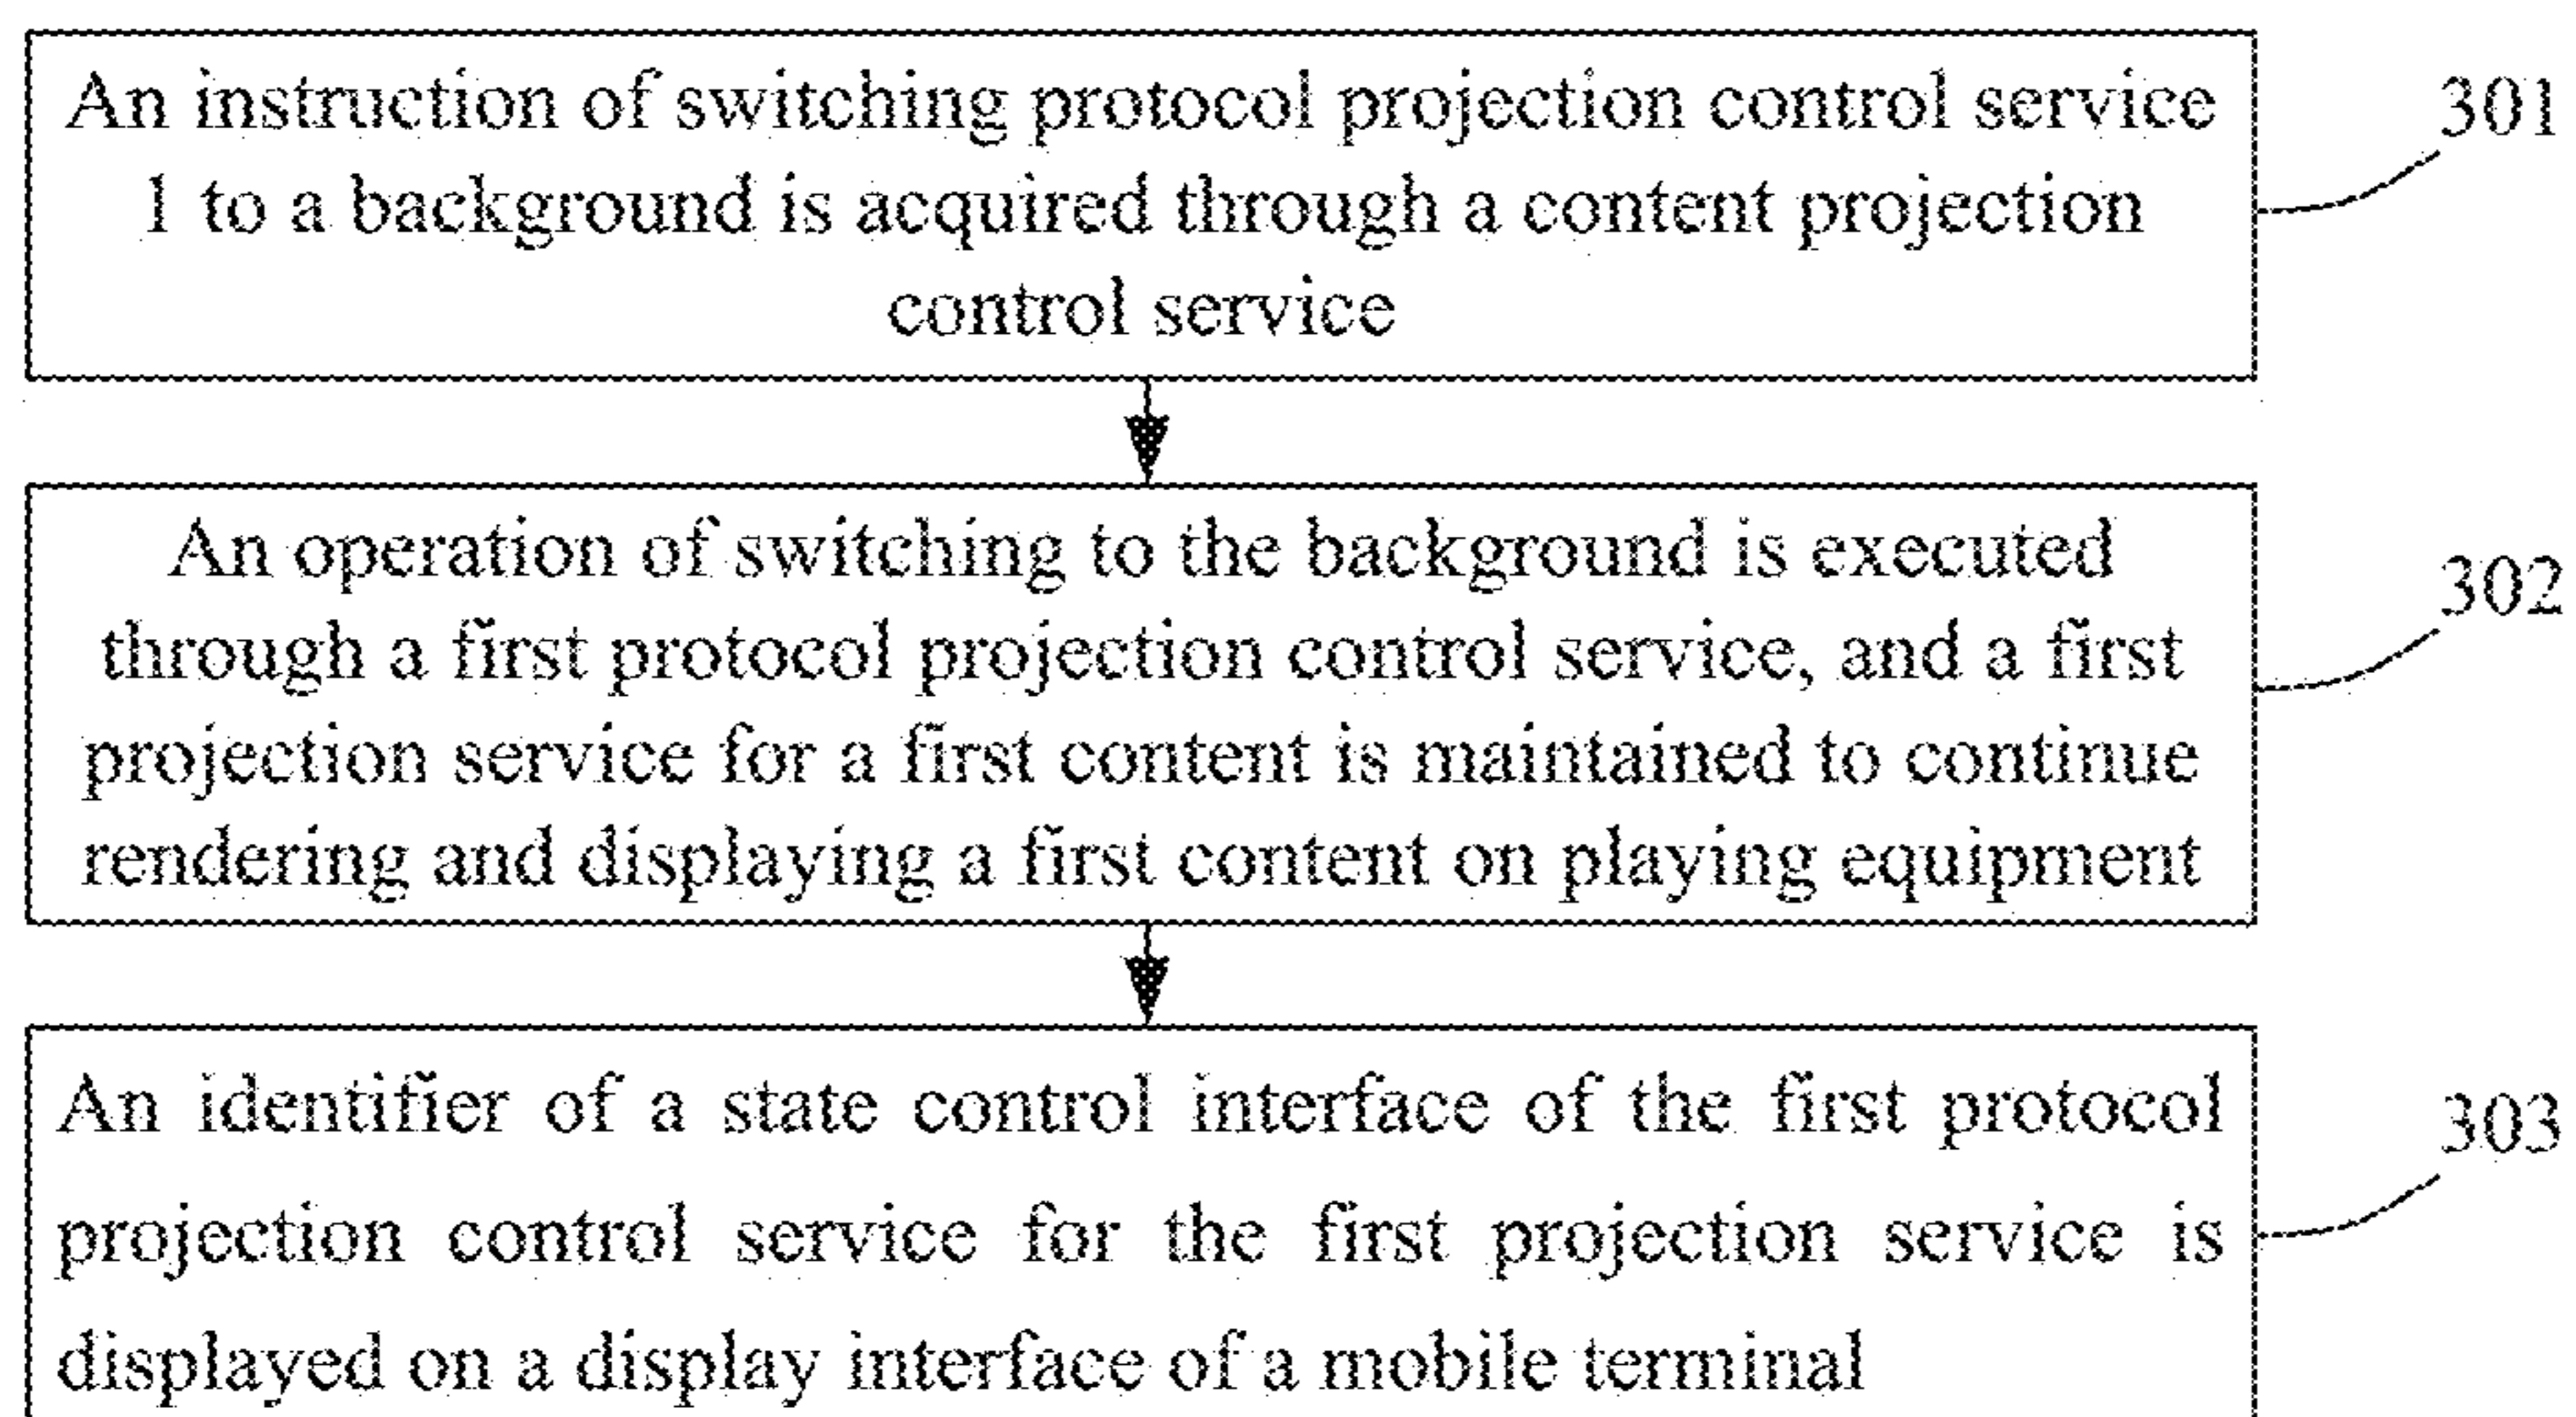 An instruction of switching protocol projection control service
1 to a background is acquired through a content projection
control service
301
An operation of switching to the background is executed
through a first protocol projection control service, and a first
projection service for a first content is maintained to continue
rendering and displaying a first content on playing equipment
302
An identifier of a state control interface of the first protocol
projection control service for the first projection service is
displayed on a display interface of a mobile terminal
303